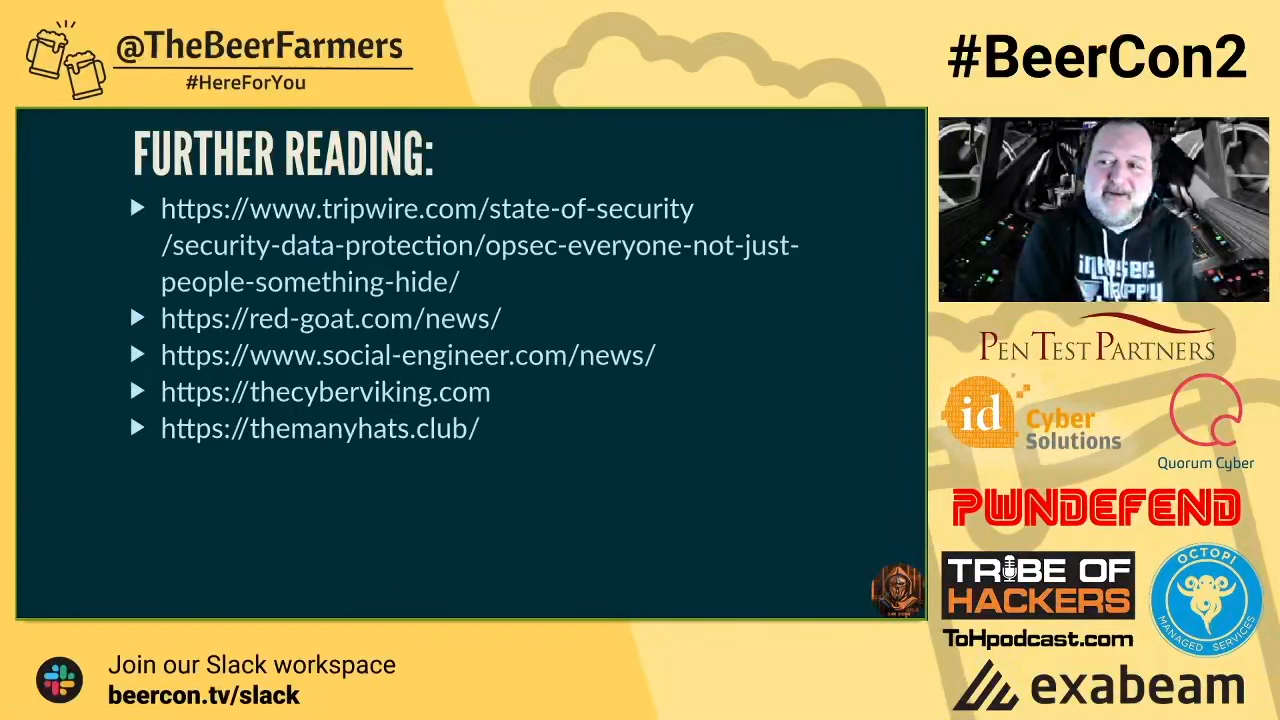 @TheBeerFarmers
#HereForYou
#BeerCon2
FURTHER READING:
https://www.tripwire.com/state-of-security
/security-data-protection/opsec-everyone-not-just-
people-something-hide/
https://red-goat.com/news/
https://www.social-engineer.com/news/
https://thecyberviking.com
https://themanyhats.club/
infosec
happy
PEN TEST PARTNERS
id Cyber
Solutions
Quorum Cyber
PWNDEFEND
TRIBE OF
HACKERS
ToHpodcast.com
OCTOPI
MANAGED SERVICES
exabeam
Join our Slack workspace
beercon.tv/slack